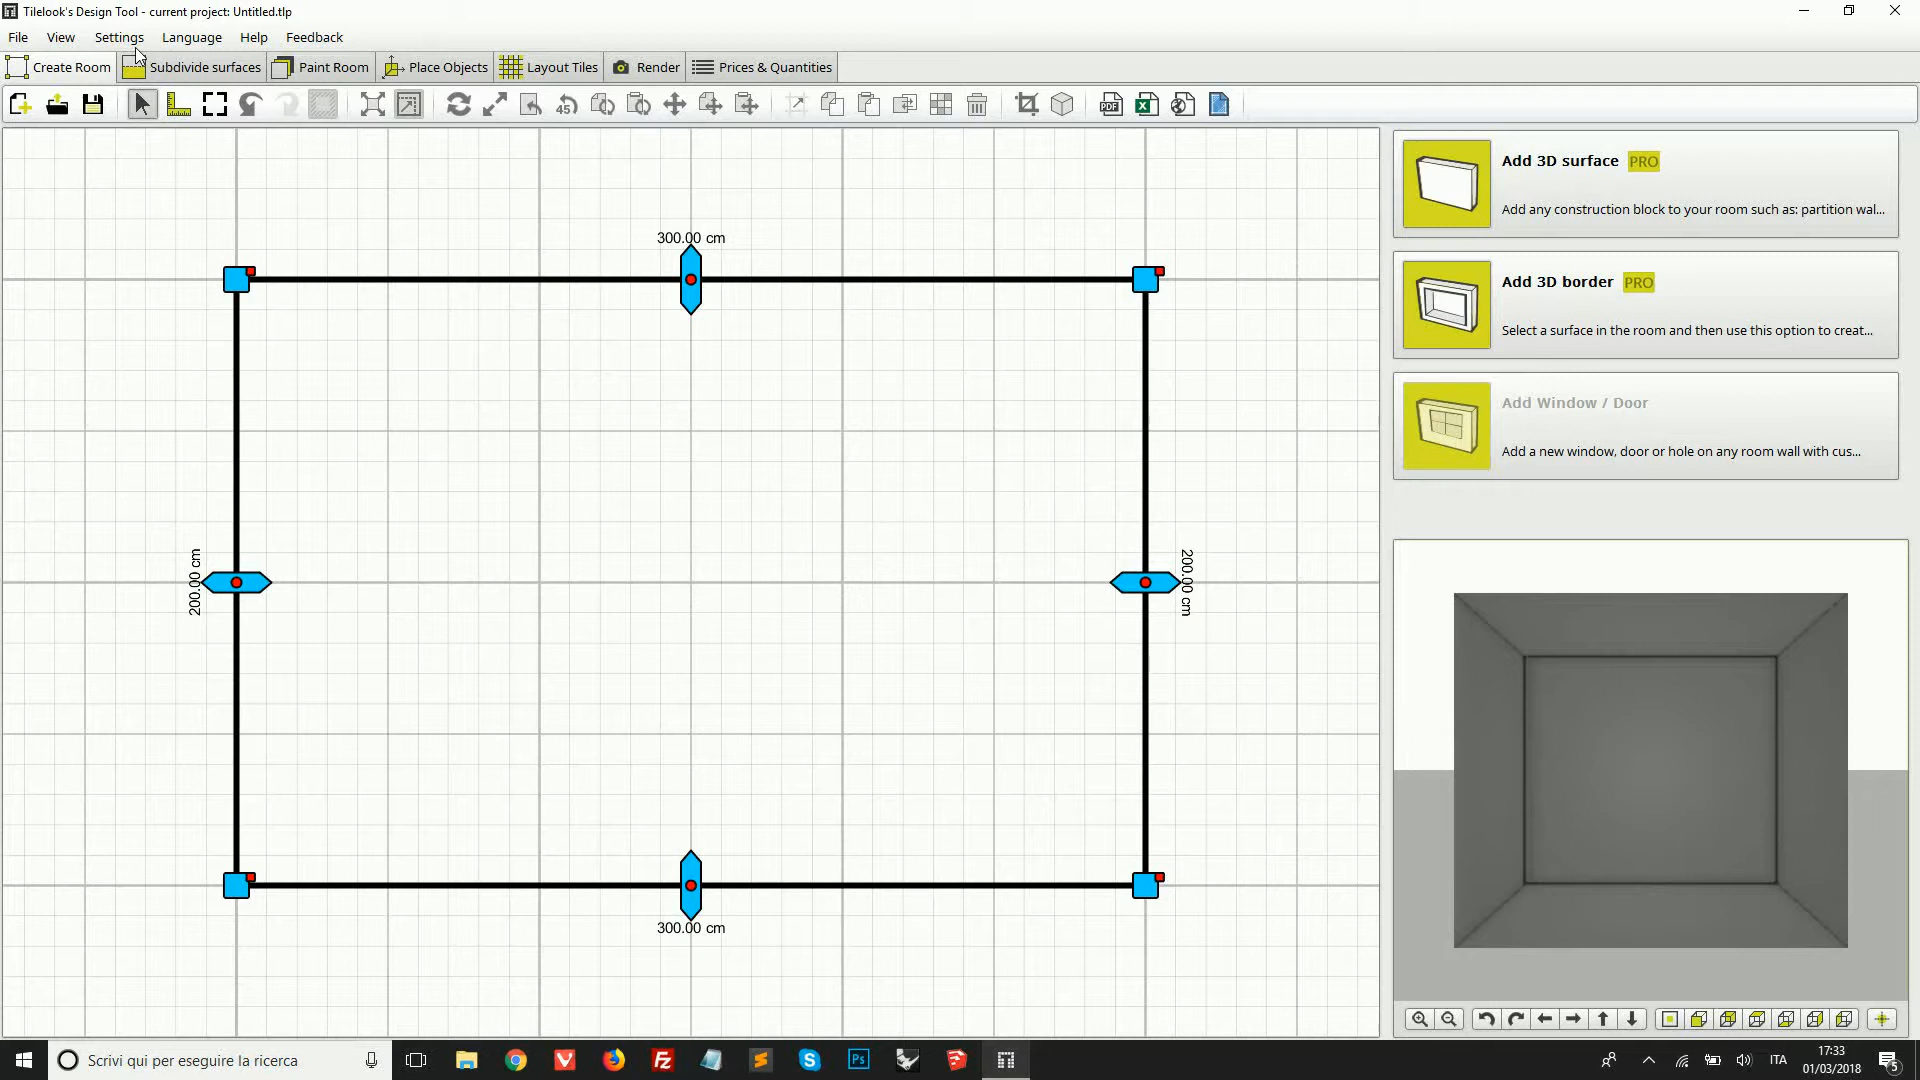 Tilelook's Design Tool - current project: Untitled.tlp
File View Settings Language Help Feedback
Create Room Subdivide surfaces Paint Room Place Objects Layout Tiles Render Prices & Quantities
45
PDF
Add 3D surface PRO
Add any construction block to your room such as: partition wal...
300.00 cm
Add 3D border PRO
Select a surface in the room and then use this option to creat...
Add Window / Door
Add a new window, door or hole on any room wall with cus...
200.00 cm
200.00 cm
300.00 cm
Scrivi qui per eseguire la ricerca
Fz
S
Ps
ITA
17:33
01/03/2018
5